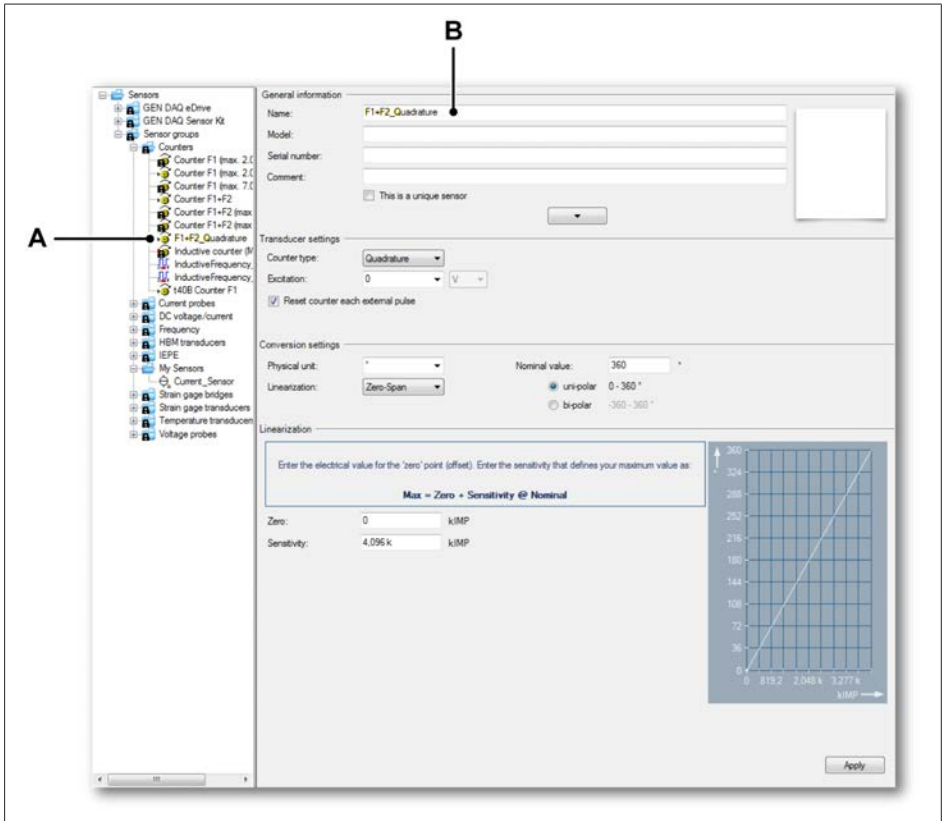 B
A
Sensors
GEN DAQ eDrive
GEN DAQ Sensor Kit
Sensor groups
Counters
Counter F1 (max. 2.0
Counter F1 (max. 2.0
Counter F1 (max. 7.0
Counter F1+F2
Counter F1+F2 (max
Counter F1+F2 (max
F1+F2_Quadrature
Inductive counter (M
InductiveFrequency_
InductiveFrequency_
t40B Counter F1
Current probes
DC voltage/current
Frequency
HBM transducers
IEPE
My Sensors
Current_Sensor
Strain gage bridges
Strain gage transducers
Temperature transducen
Voltage probes
General information
Name: F1+F2_Quadrature
Model:
Serial number:
Comment:
This is a unique sensor
Transducer settings
Counter type: Quadrature
Excitation: 0 V
Reset counter each external pulse
Conversion settings
Physical unit: ° Nominal value: 360 °
Linearization: Zero-Span uni-polar 0 - 360 °
bi-polar -360 - 360 °
Linearization
Enter the electrical value for the 'zero' point (offset). Enter the sensitivity that defines your maximum value as:
Max = Zero + Sensitivity @ Nominal
Zero: 0 kIMP
Sensitivity: 4,096 k kIMP
°
360
324
288
252
216
180
144
108
72
36
0
0 819.2 2.048 k 3.277 k
kIMP
Apply